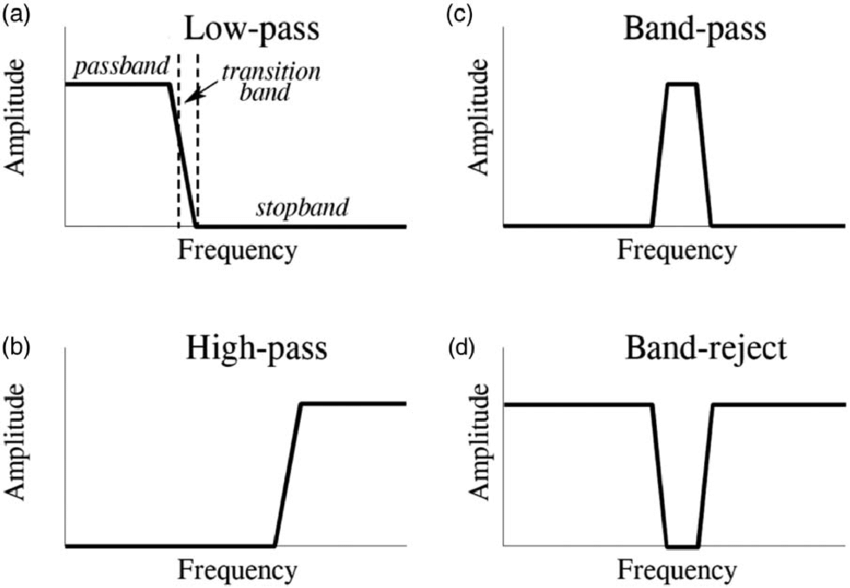 (a)
Low-pass
passband
transition
band
stopband
Amplitude
Frequency
(c)
Band-pass
Amplitude
Frequency
(b)
High-pass
Amplitude
Frequency
(d)
Band-reject
Amplitude
Frequency